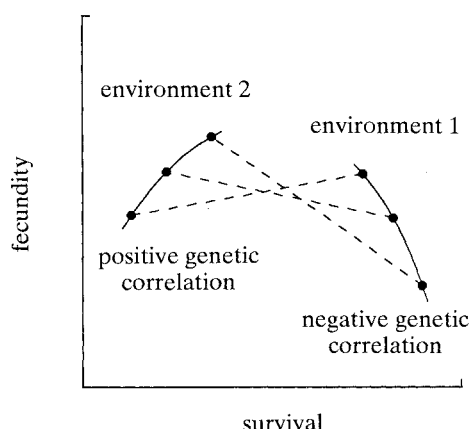 environment 2
environment 1
fecundity
positive genetic
correlation
negative genetic
correlation
survival